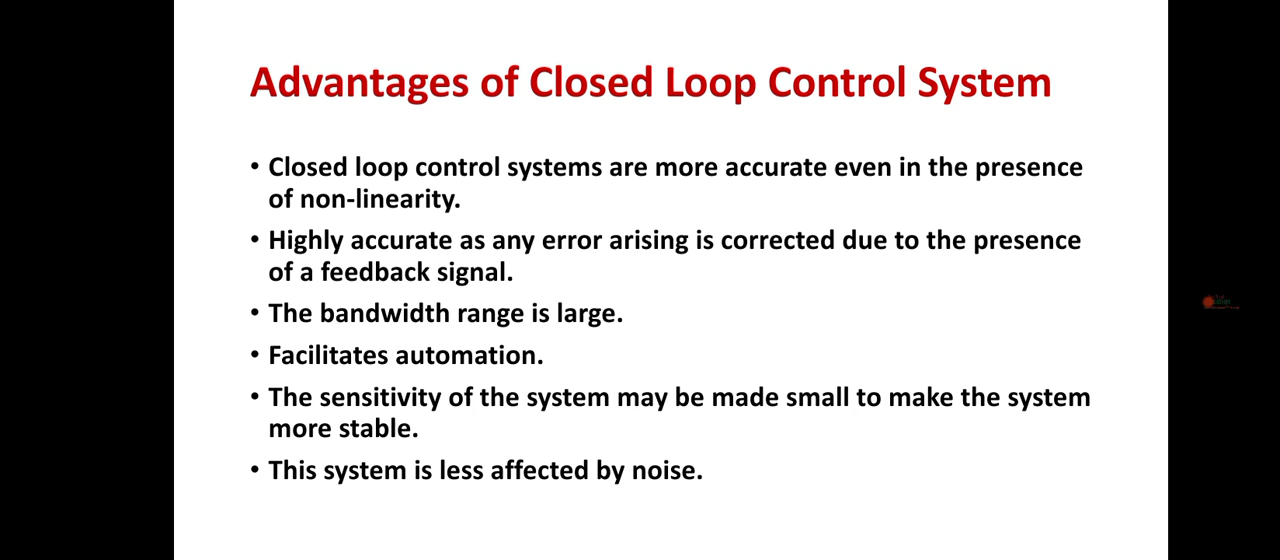 Advantages of Closed Loop Control System
• Closed loop control systems are more accurate even in the presence
of non-linearity.
• Highly accurate as any error arising is corrected due to the presence
of a feedback signal.
• The bandwidth range is large.
• Facilitates automation.
• The sensitivity of the system may be made small to make the system
more stable.
• This system is less affected by noise.